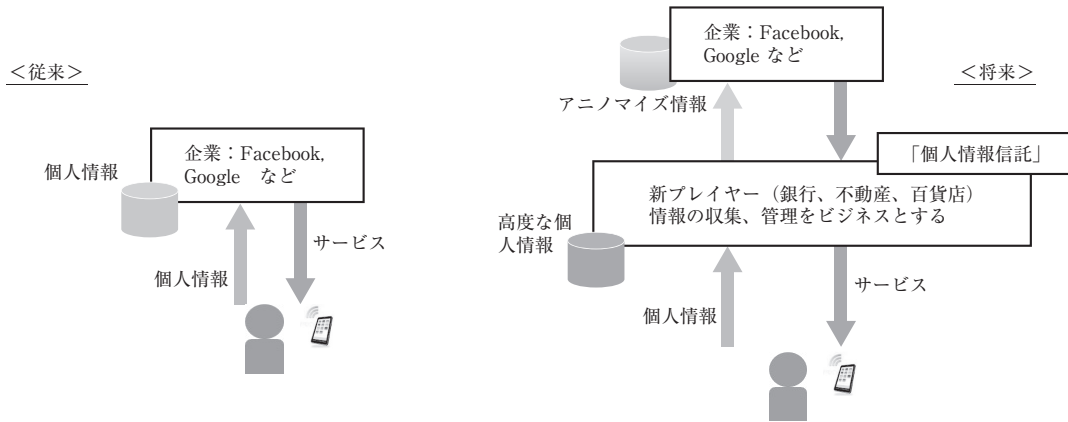 ＜従来＞
個人情報
企業：Facebook,
Google　など
サービス
個人情報
＜将来＞
企業：Facebook,
Google など
アニノマイズ情報
「個人情報信託」
新プレイヤー（銀行、不動産、百貨店）
情報の収集、管理をビジネスとする
高度な個
人情報
サービス
個人情報